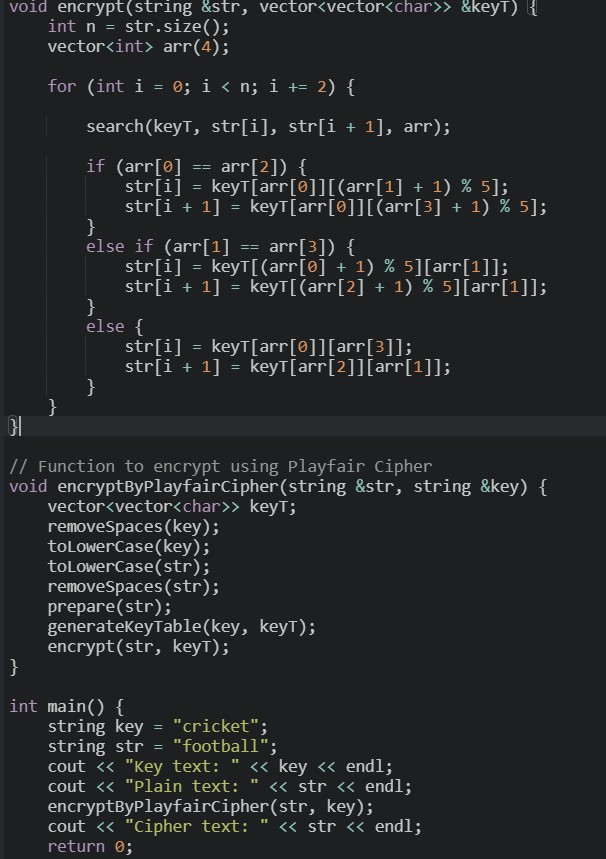 void encrypt(string &str, vector<vector<char>> &keyT) {
    int n = str.size();
    vector<int> arr(4);
    for (int i = 0; i < n; i += 2) {
        search(keyT, str[i], str[i + 1], arr);
        if (arr[0] == arr[2]) {
            str[i] = keyT[arr[0]][(arr[1] + 1) % 5];
            str[i + 1] = keyT[arr[0]][(arr[3] + 1) % 5];
        }
        else if (arr[1] == arr[3]) {
            str[i] = keyT[(arr[0] + 1) % 5][arr[1]];
            str[i + 1] = keyT[(arr[2] + 1) % 5][arr[1]];
        }
        else {
            str[i] = keyT[arr[0]][arr[3]];
            str[i + 1] = keyT[arr[2]][arr[1]];
        }
    }
}
// Function to encrypt using Playfair Cipher
void encryptByPlayfairCipher(string &str, string &key) {
    vector<vector<char>> keyT;
    removeSpaces(key);
    toLowerCase(key);
    toLowerCase(str);
    removeSpaces(str);
    prepare(str);
    generateKeyTable(key, keyT);
    encrypt(str, keyT);
}
int main() {
    string key = "cricket";
    string str = "football";
    cout << "Key text: " << key << endl;
    cout << "Plain text: " << str << endl;
    encryptByPlayfairCipher(str, key);
    cout << "Cipher text: " << str << endl;
    return 0;